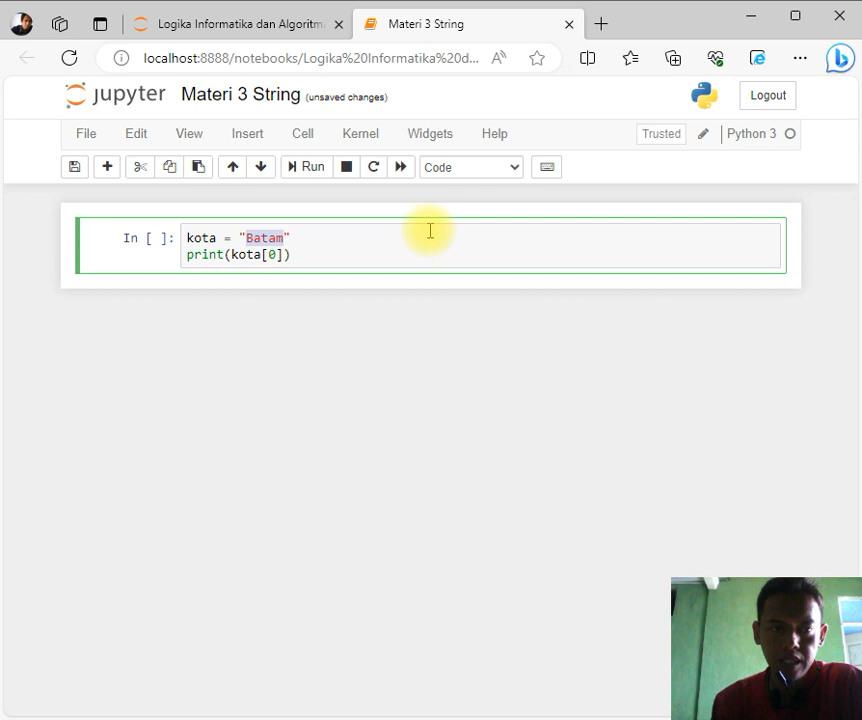 Logika Informatika dan Algoritm
Materi 3 String
localhost:8888/notebooks/Logika%20Informatika%20d...
jupyter Materi 3 String (unsaved changes)
Logout
File Edit View Insert Cell Kernel Widgets Help
Trusted
Python 3
Run
Code
In [ ]:
kota = "Batam"
print(kota[0])